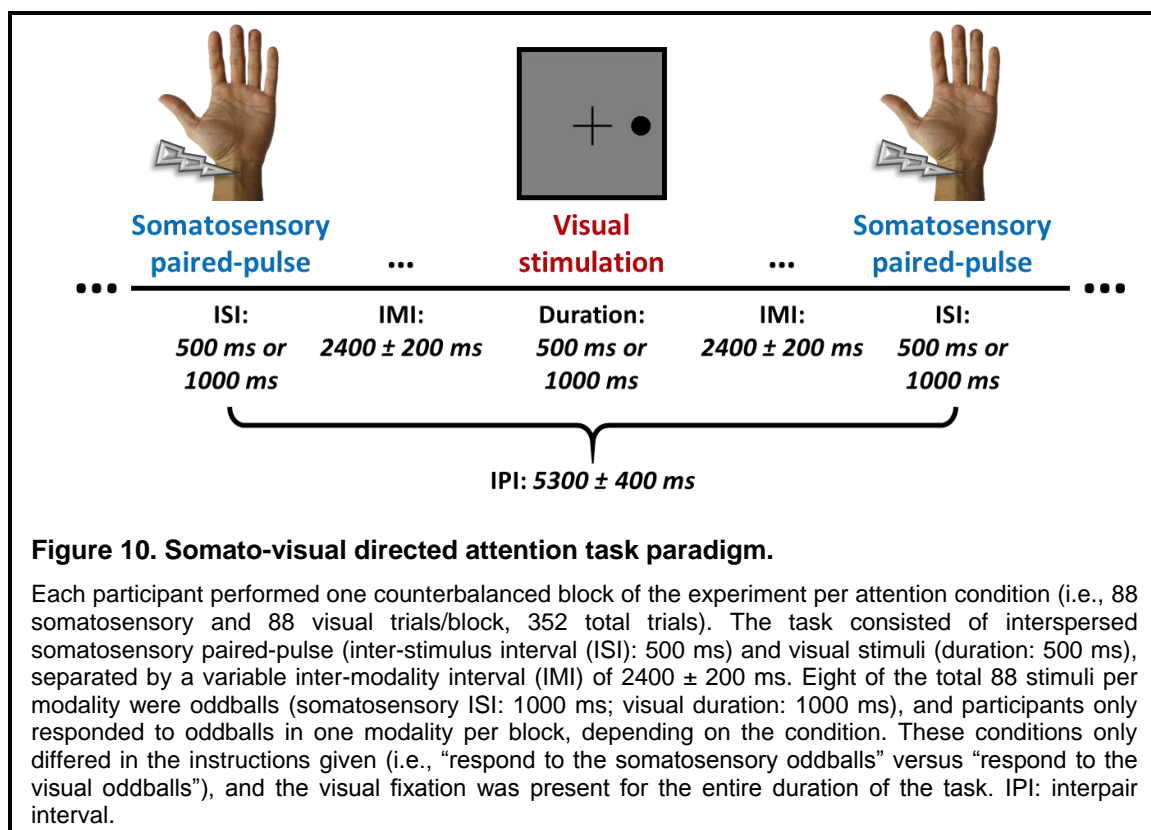 Somatosensory paired-pulse
...
Visual stimulation
...
Somatosensory paired-pulse
...
...
ISI:
500 ms or
1000 ms
IMI:
2400 ± 200 ms
Duration:
500 ms or
1000 ms
IMI:
2400 ± 200 ms
ISI:
500 ms or
1000 ms
IPI: 5300 ± 400 ms
Figure 10. Somato-visual directed attention task paradigm.
Each participant performed one counterbalanced block of the experiment per attention condition (i.e., 88
somatosensory and 88 visual trials/block, 352 total trials). The task consisted of interspersed
somatosensory paired-pulse (inter-stimulus interval (ISI): 500 ms) and visual stimuli (duration: 500 ms),
separated by a variable inter-modality interval (IMI) of 2400 ± 200 ms. Eight of the total 88 stimuli per
modality were oddballs (somatosensory ISI: 1000 ms; visual duration: 1000 ms), and participants only
responded to oddballs in one modality per block, depending on the condition. These conditions only
differed in the instructions given (i.e., “respond to the somatosensory oddballs” versus “respond to the
visual oddballs”), and the visual fixation was present for the entire duration of the task. IPI: interpair
interval.